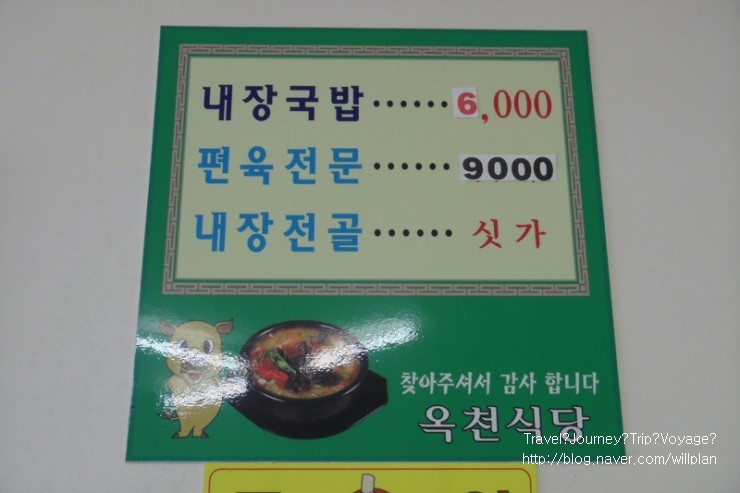 내장국밥 ······ 6,000
편육전문 ······ 9000
내장전골 ······ 싯가
찾아주셔서 감사 합니다
옥천식당
Travel?Journey?Trip?Voyage?
http://blog.naver.com/willplan